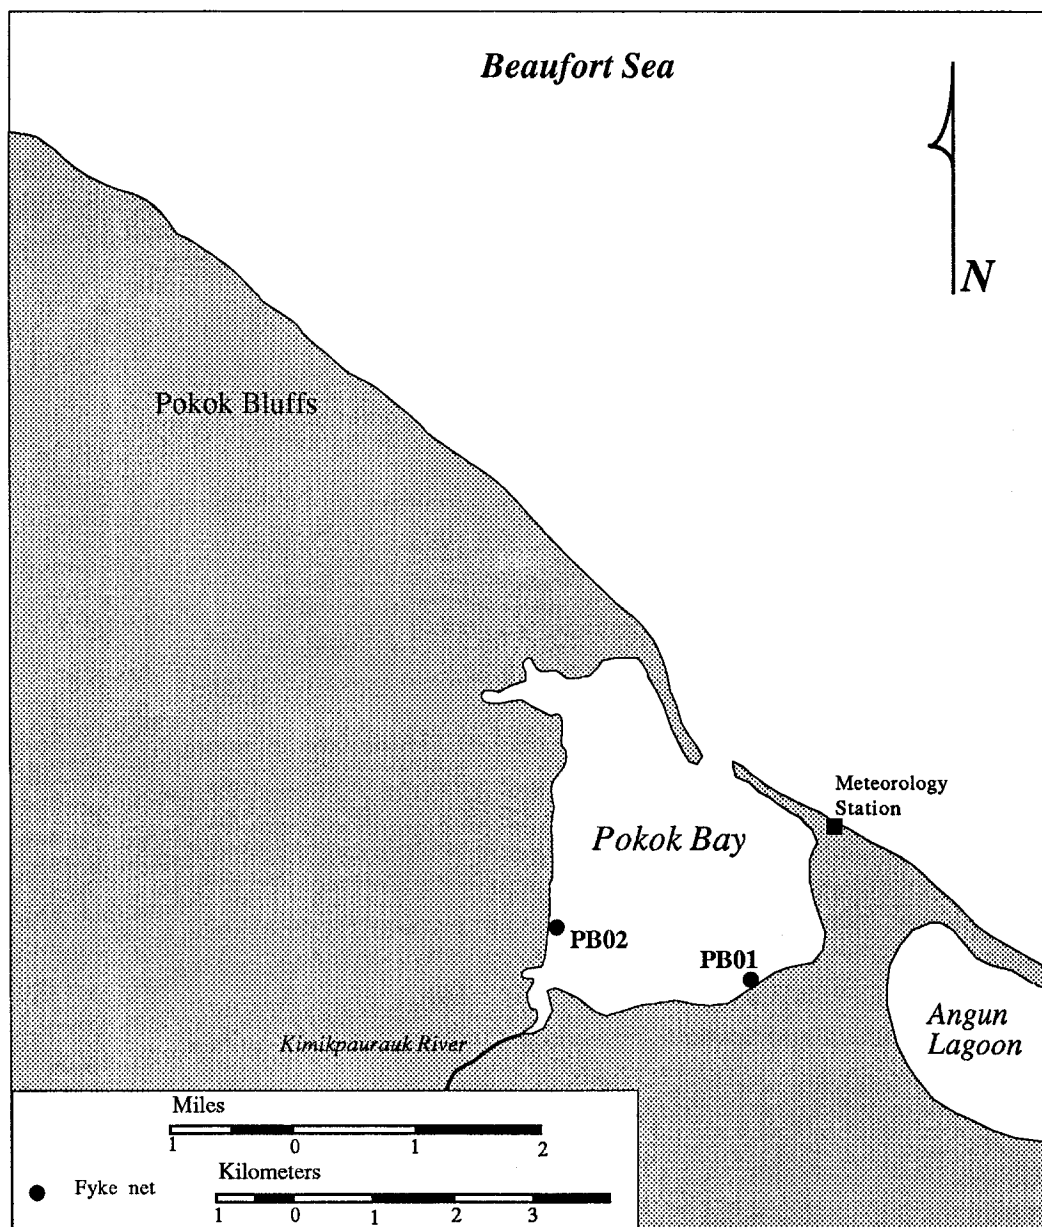 Beaufort Sea
N
Pokok Bluffs
Meteorology
Station
Pokok Bay
PB02
PB01
Angun
Lagoon
Kimikpaurauk River
Miles
1 0 1 2
Kilometers
Fyke net
1 0 1 2 3